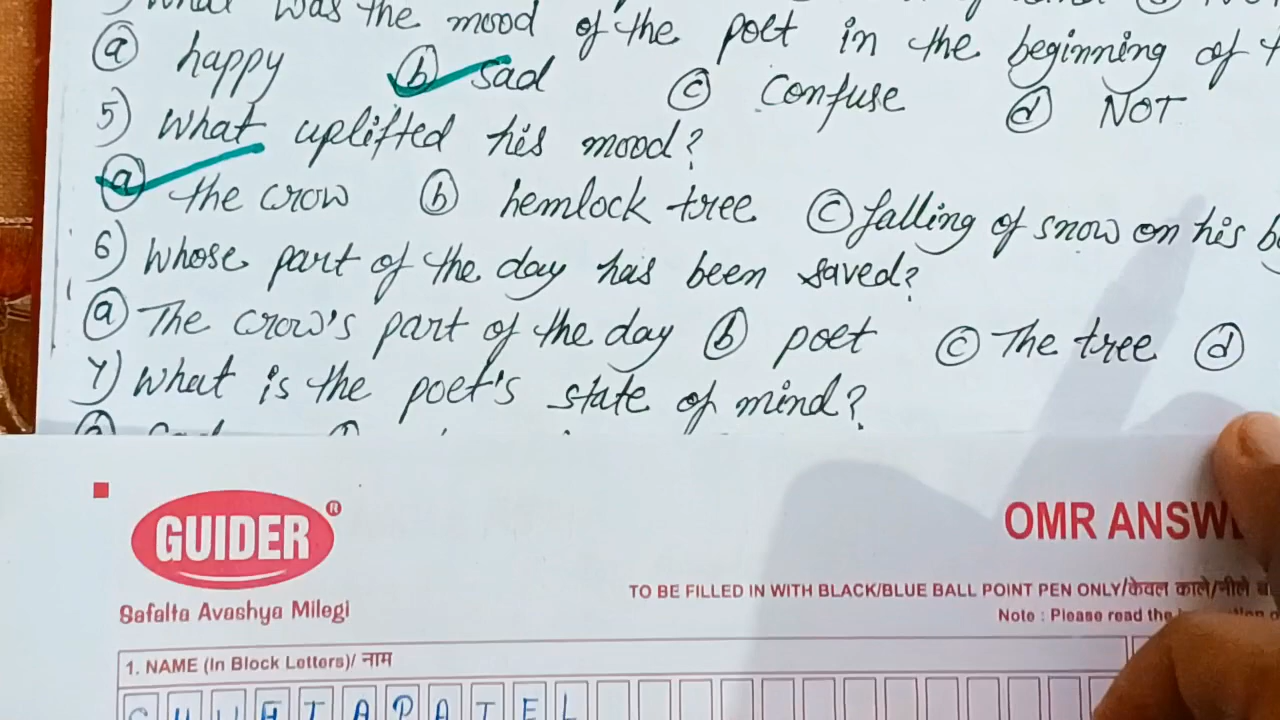 What was the mood of the poet in the beginning of
ⓐ happy ⓑ sad ⓒ Confuse ⓓ NOT
5) What uplifted his mood?
ⓐ the crow ⓑ hemlock tree ⓒ falling of snow on his
6) Whose part of the day has been saved?
ⓐ The crow's part of the day ⓑ poet ⓒ The tree ⓓ
7) What is the poet's state of mind?
GUIDER ®
Safalta Avashya Milegi
OMR ANSW
TO BE FILLED IN WITH BLACK/BLUE BALL POINT PEN ONLY/केवल काले/नीले
Note : Please read the
1. NAME (In Block Letters)/ नाम